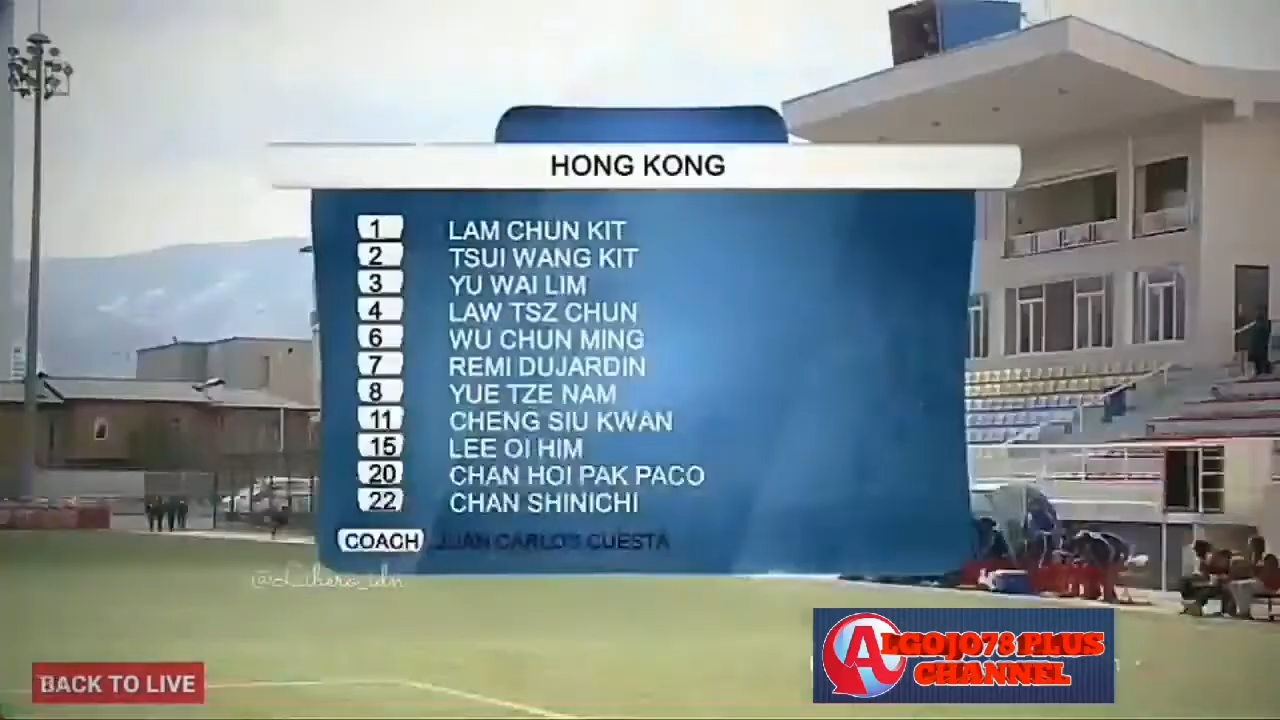 HONG KONG
1 LAM CHUN KIT
2 TSUI WANG KIT
3 YU WAI LIM
4 LAW TSZ CHUN
6 WU CHUN MING
7 REMI DUJARDIN
8 YUE TZE NAM
11 CHENG SIU KWAN
15 LEE OI HIM
20 CHAN HOI PAK PACO
22 CHAN SHINICHI
COACH JUAN CARLOS CUESTA
@Libero_idn
ALGOJO78 PLUS
CHANNEL
BACK TO LIVE